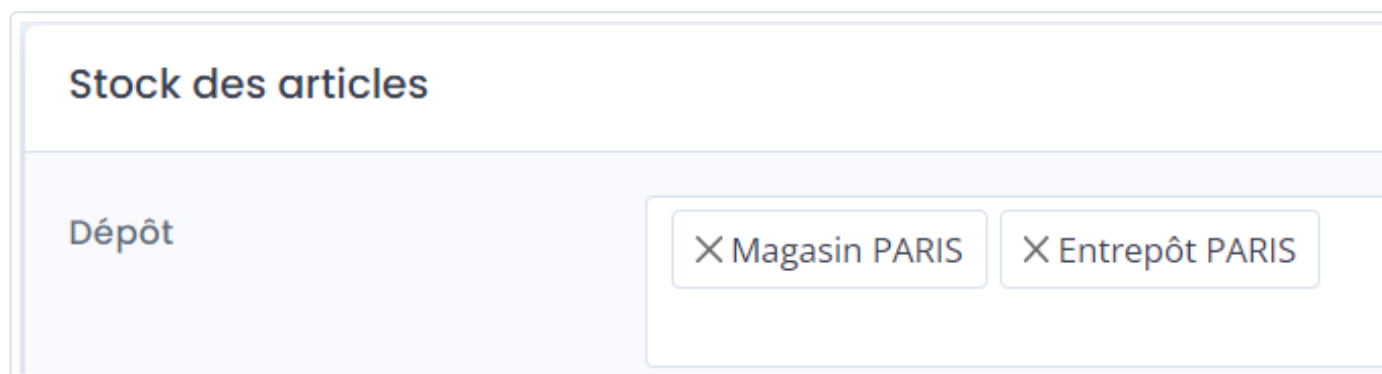 Stock des articles
Dépôt
Magasin PARIS
Entrepôt PARIS